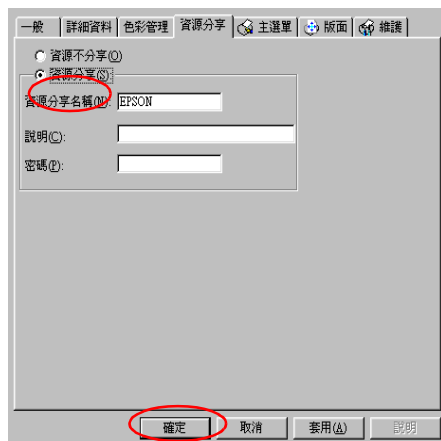 一般 詳細資料 色彩管理 資源分享 主選單 版面 維護
資源不分享(O)
資源分享(S):
資源分享名稱(N): EPSON
說明(C):
密碼(P):
確定 取消 套用(A) 說明